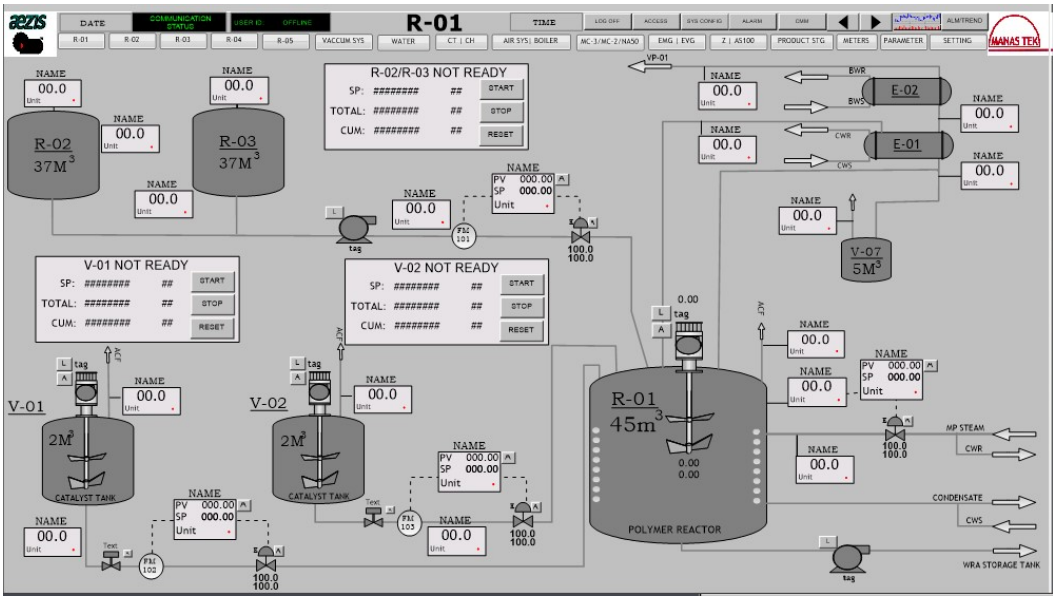 aezis
DATE
COMMUNICATION STATUS
USER ID: OFFLINE
R-01
TIME
LOG OFF
ACCESS
SYS CONFIG
ALARM
OMM
ALM/TREND
MANAS TEK
R-01
R-02
R-03
R-04
R-05
VACCUM SYS
WATER
CT | CH
AIR SYS| BOILER
MC-3/MC-2/NA50
EMG | EVG
Z | AS100
PRODUCT STG
METERS
PARAMETER
SETTING
NAME
00.0
Unit
R-02
37M3
NAME
00.0
Unit
NAME
00.0
Unit
R-03
37M3
NAME
00.0
Unit
R-02/R-03 NOT READY
SP: ######## ## START
TOTAL: ######## ## STOP
CUM: ######## ## RESET
VP-01
NAME
00.0
Unit
BWR
BWS
E-02
NAME
00.0
Unit
NAME
00.0
Unit
CWR
CWS
E-01
NAME
00.0
Unit
L
tag
NAME
00.0
Unit
FM
101
NAME
PV 000.00 A
SP 000.00
Unit
100.0
100.0
NAME
00.0
Unit
V-07
5M3
V-01 NOT READY
SP: ######## ## START
TOTAL: ######## ## STOP
CUM: ######## ## RESET
V-02 NOT READY
SP: ######## ## START
TOTAL: ######## ## STOP
CUM: ######## ## RESET
ACF
L tag
A
NAME
00.0
Unit
V-01
2M3
CATALYST TANK
NAME
00.0
Unit
Text
FM
102
NAME
PV 000.00 A
SP 000.00
Unit
100.0
100.0
ACF
L tag
A
NAME
00.0
Unit
V-02
2M3
CATALYST TANK
Text
FM
103
NAME
PV 000.00 A
SP 000.00
Unit
NAME
00.0
Unit
100.0
100.0
0.00
L tag
A
R-01
45m3
0.00
0.00
POLYMER REACTOR
ACF
NAME
00.0
Unit
NAME
00.0
Unit
NAME
PV 000.00 A
SP 000.00
Unit
100.0
100.0
NAME
00.0
Unit
MP STEAM
CWR
CONDENSATE
CWS
L
tag
WRA STORAGE TANK